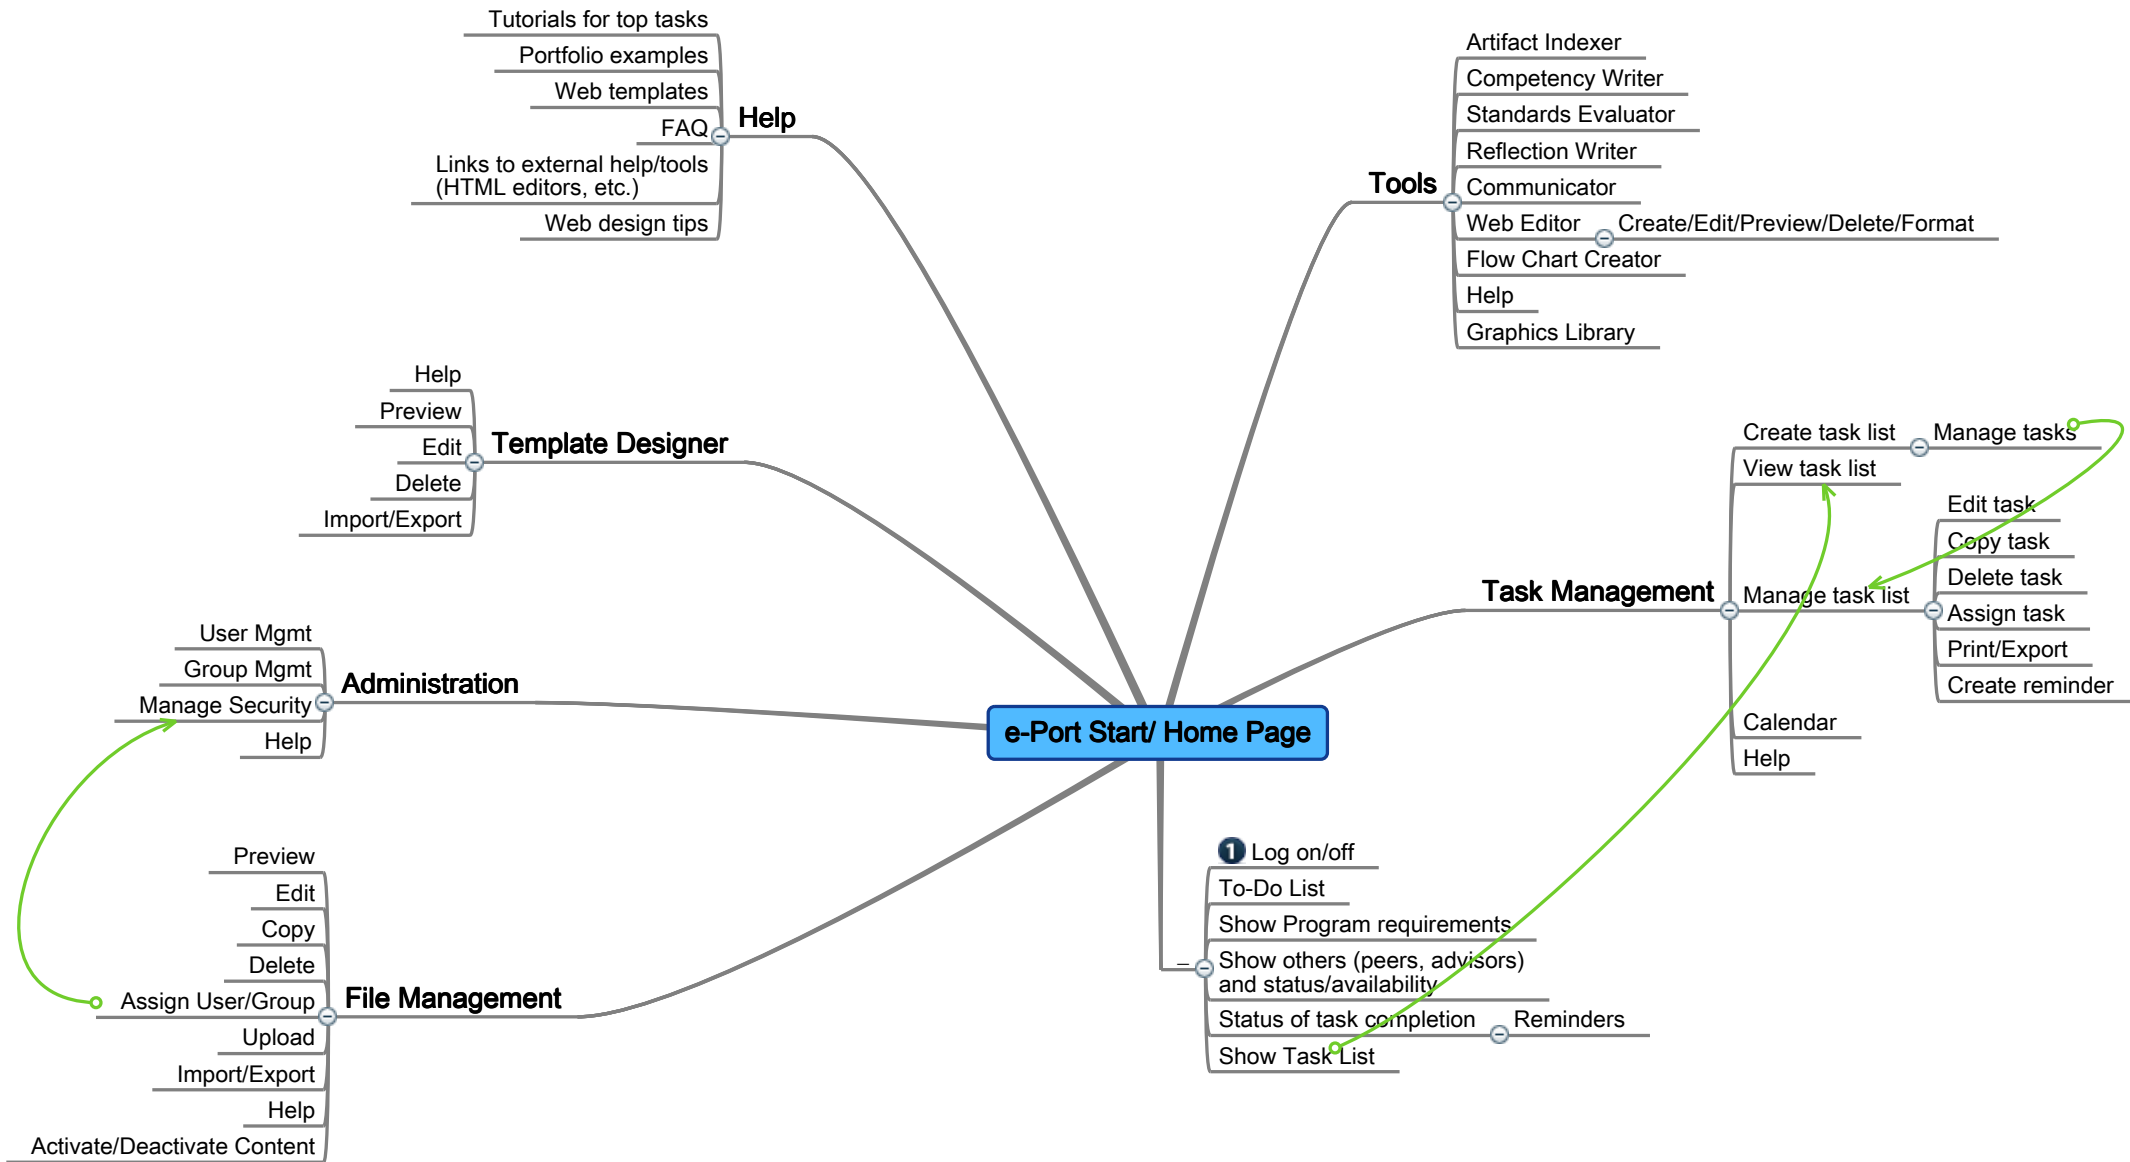 Tutorials for top tasks
Portfolio examples
Web templates
FAQ
Links to external help/tools
(HTML editors, etc.)
Web design tips
Help
Artifact Indexer
Competency Writer
Standards Evaluator
Reflection Writer
Communicator
Web Editor
Create/Edit/Preview/Delete/Format
Flow Chart Creator
Help
Graphics Library
Tools
Help
Preview
Edit
Delete
Import/Export
Template Designer
Create task list
Manage tasks
View task list
Manage task list
Edit task
Copy task
Delete task
Assign task
Print/Export
Create reminder
Calendar
Help
Task Management
User Mgmt
Group Mgmt
Manage Security
Help
Administration
e-Port Start/ Home Page
Preview
Edit
Copy
Delete
Assign User/Group
Upload
Import/Export
Help
Activate/Deactivate Content
File Management
1 Log on/off
To-Do List
Show Program requirements
Show others (peers, advisors)
and status/availability
Status of task completion
Reminders
Show Task List